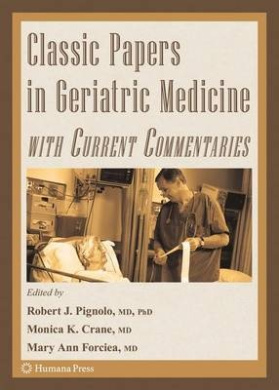 Classic Papers
in Geriatric Medicine
WITH CURRENT COMMENTARIES
Edited by
Robert J. Pignolo, MD, PhD
Monica K. Crane, MD
Mary Ann Forciea, MD
Humana Press